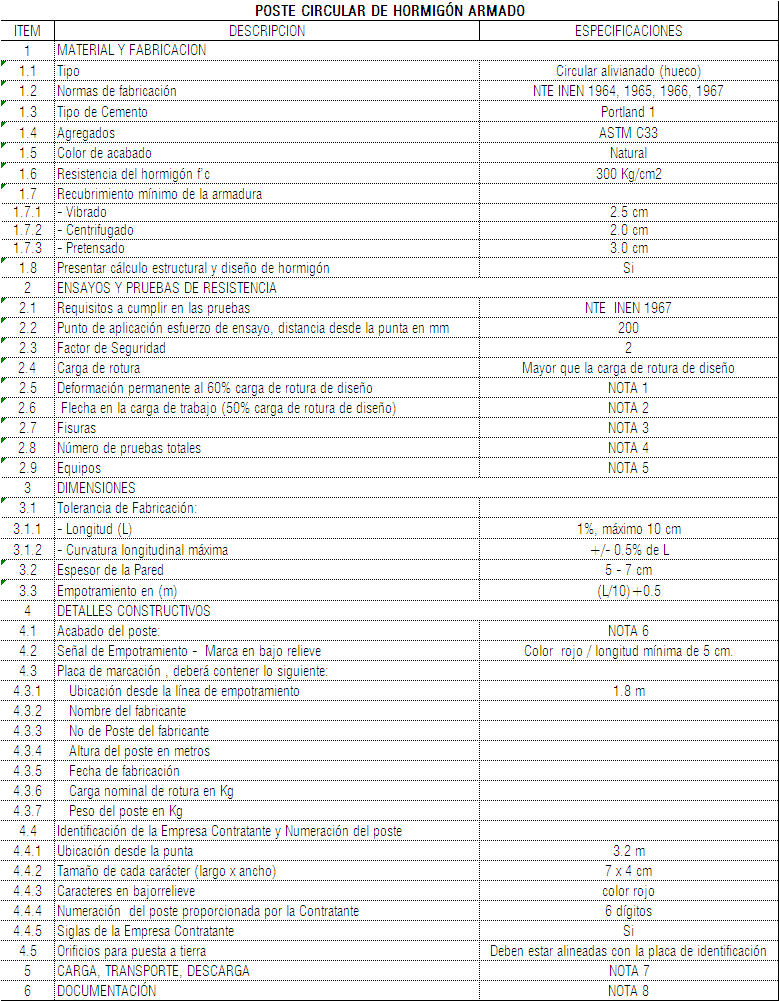 POSTE CIRCULAR DE HORMIGÓN ARMADO
ITEM DESCRIPCION ESPECIFICACIONES
1 MATERIAL Y FABRICACION
1.1 Tipo Circular alivianado (hueco)
1.2 Normas de fabricación NTE INEN 1964, 1965, 1966, 1967
1.3 Tipo de Cemento Portland 1
1.4 Agregados ASTM C33
1.5 Color de acabado Natural
1.6 Resistencia del hormigón f'c 300 Kg/cm2
1.7 Recubrimiento mínimo de la armadura
1.7.1 - Vibrado 2.5 cm
1.7.2 - Centrifugado 2.0 cm
1.7.3 - Pretensado 3.0 cm
1.8 Presentar cálculo estructural y diseño de hormigón Si
2 ENSAYOS Y PRUEBAS DE RESISTENCIA
2.1 Requisitos a cumplir en las pruebas NTE INEN 1967
2.2 Punto de aplicación esfuerzo de ensayo, distancia desde la punta en mm 200
2.3 Factor de Seguridad 2
2.4 Carga de rotura Mayor que la carga de rotura de diseño
2.5 Deformación permanente al 60% carga de rotura de diseño NOTA 1
2.6 Flecha en la carga de trabajo (50% carga de rotura de diseño) NOTA 2
2.7 Fisuras NOTA 3
2.8 Número de pruebas totales NOTA 4
2.9 Equipos NOTA 5
3 DIMENSIONES
3.1 Tolerancia de Fabricación:
3.1.1 - Longitud (L) 1%, máximo 10 cm
3.1.2 - Curvatura longitudinal máxima +/- 0.5% de L
3.2 Espesor de la Pared 5 - 7 cm
3.3 Empotramiento en (m) (L/10)+0.5
4 DETALLES CONSTRUCTIVOS
4.1 Acabado del poste: NOTA 6
4.2 Señal de Empotramiento - Marca en bajo relieve Color rojo / longitud mínima de 5 cm.
4.3 Placa de marcación , deberá contener lo siguiente:
4.3.1 Ubicación desde la línea de empotramiento 1.8 m
4.3.2 Nombre del fabricante
4.3.3 No de Poste del fabricante
4.3.4 Altura del poste en metros
4.3.5 Fecha de fabricación
4.3.6 Carga nominal de rotura en Kg
4.3.7 Peso del poste en Kg
4.4 Identificación de la Empresa Contratante y Numeración del poste
4.4.1 Ubicación desde la punta 3.2 m
4.4.2 Tamaño de cada carácter (largo x ancho) 7 x 4 cm
4.4.3 Caracteres en bajorrelieve color rojo
4.4.4 Numeración del poste proporcionada por la Contratante 6 dígitos
4.4.5 Siglas de la Empresa Contratante Si
4.5 Orificios para puesta a tierra Deben estar alineadas con la placa de identificación
5 CARGA, TRANSPORTE, DESCARGA NOTA 7
6 DOCUMENTACIÓN NOTA 8